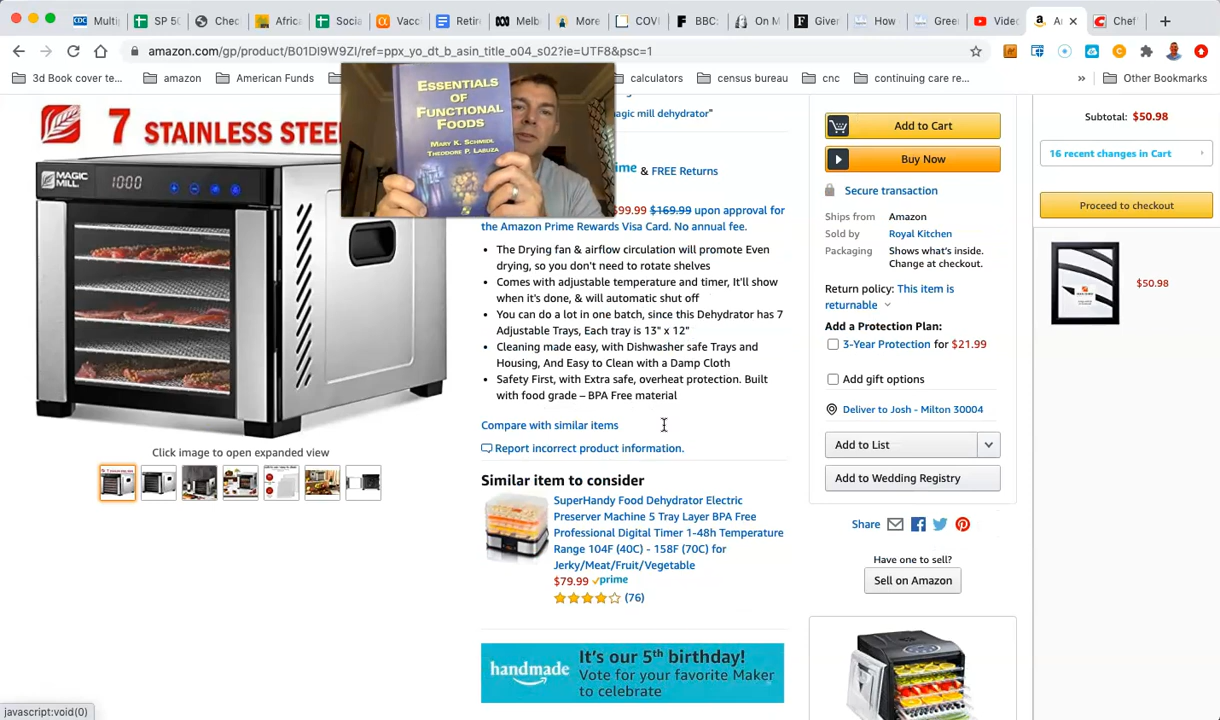 CDC Multip
SP 50
Chec
Africa
Socia
Vacc
Retire
Melbo
More
COVI
BBC:
On M
Given
How
Greer
Video
Chef
amazon.com/gp/product/B01DI9W9ZI/ref=ppx_yo_dt_b_asin_title_o04_s02?ie=UTF8&psc=1
3d Book cover te...
amazon
American Funds
calculators
census bureau
cnc
continuing care re...
»
Other Bookmarks
7 STAINLESS STEE
MAGIC
MILL
1000
Click image to open expanded view
ESSENTIALS
OF
FUNCTIONAL
FOODS
MARY K. SCHMIDL
THEODORE P. LABUZA
magic mill dehydrator"
ime & FREE Returns
$99.99 $169.99 upon approval for
the Amazon Prime Rewards Visa Card. No annual fee.
• The Drying fan & airflow circulation will promote Even
drying, so you don't need to rotate shelves
• Comes with adjustable temperature and timer, It'll show
when it's done, & will automatic shut off
• You can do a lot in one batch, since this Dehydrator has 7
Adjustable Trays, Each tray is 13" x 12"
• Cleaning made easy, with Dishwasher safe Trays and
Housing, And Easy to Clean with a Damp Cloth
• Safety First, with Extra safe, overheat protection. Built
with food grade – BPA Free material
Compare with similar items
Report incorrect product information.
Similar item to consider
SuperHandy Food Dehydrator Electric
Preserver Machine 5 Tray Layer BPA Free
Professional Digital Timer 1-48h Temperature
Range 104F (40C) - 158F (70C) for
Jerky/Meat/Fruit/Vegetable
$79.99 prime
(76)
handmade
It's our 5th birthday!
Vote for your favorite Maker
to celebrate
Add to Cart
Buy Now
Secure transaction
Ships from Amazon
Sold by Royal Kitchen
Packaging Shows what's inside.
Change at checkout.
Return policy: This item is
returnable
Add a Protection Plan:
3-Year Protection for $21.99
Add gift options
Deliver to Josh - Milton 30004
Add to List
Add to Wedding Registry
Share
Have one to sell?
Sell on Amazon
Subtotal: $50.98
16 recent changes in Cart
Proceed to checkout
$50.98
javascript:void(0)